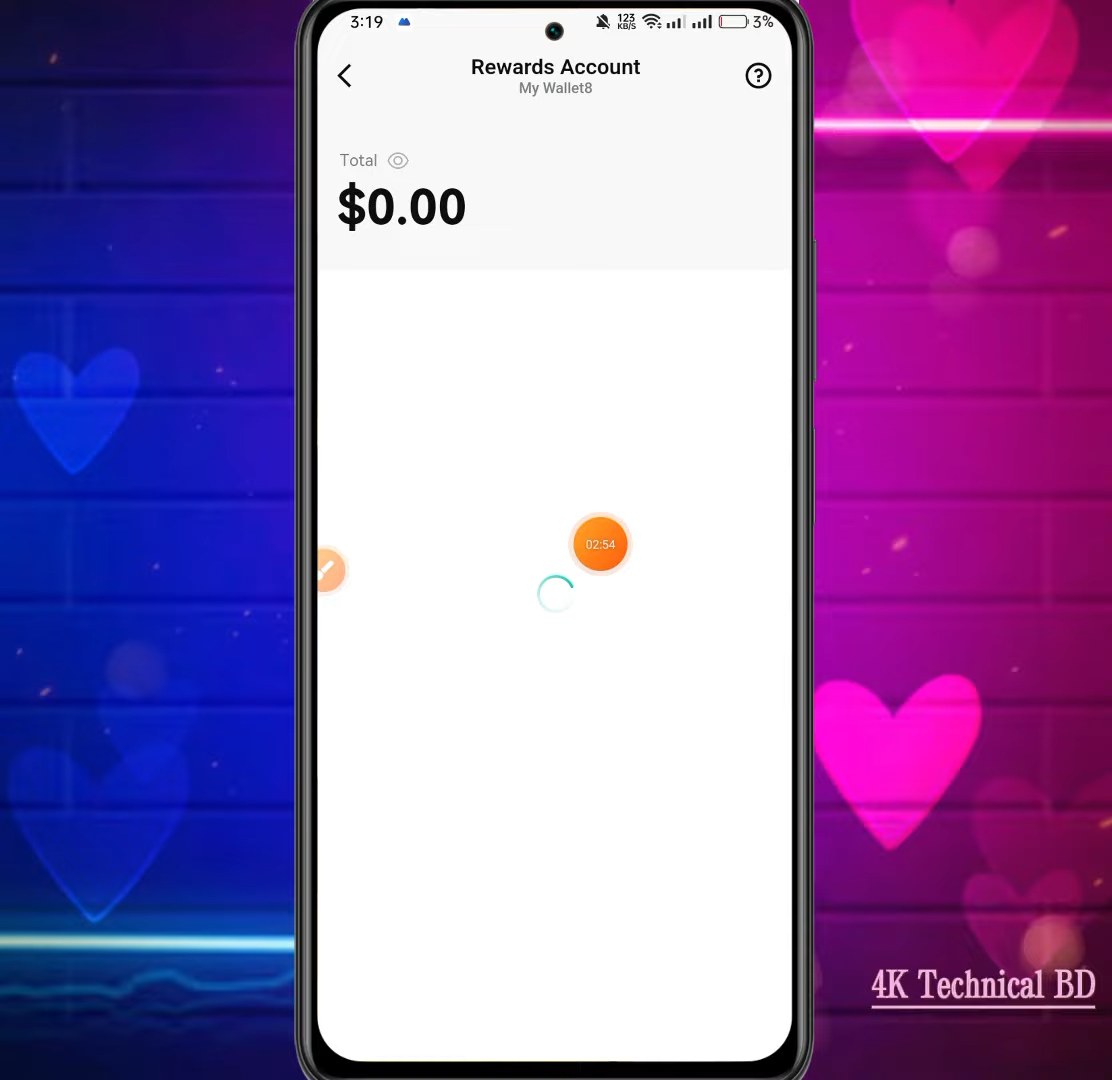 3:19
123
KB/S
3%
Rewards Account
My Wallet8
?
Total
$0.00
02:54
4K Technical BD